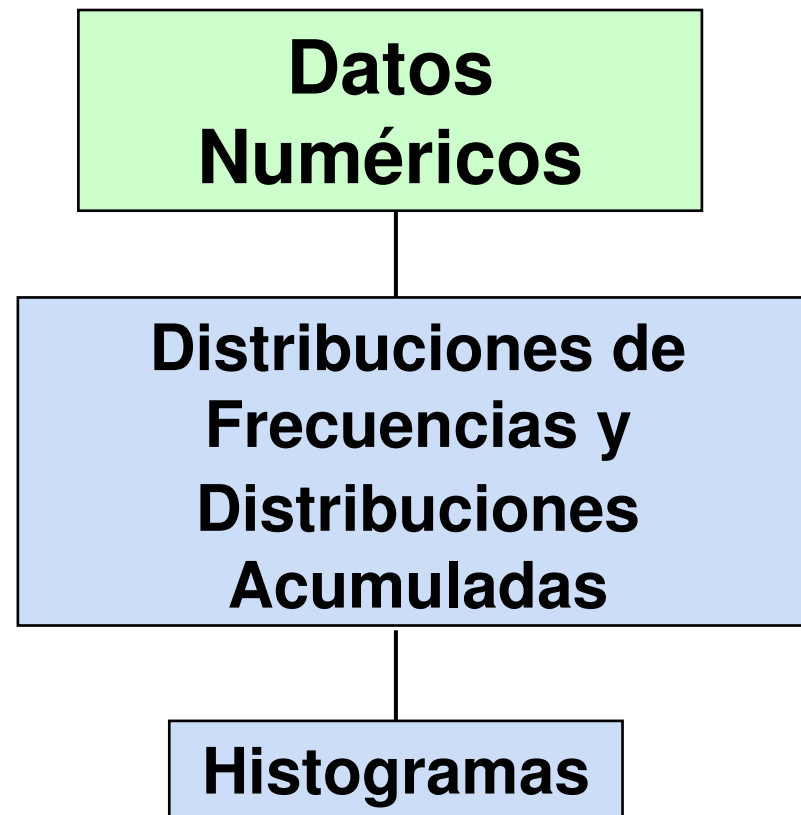 Datos
Numéricos
Distribuciones de
Frecuencias y
Distribuciones
Acumuladas
Histogramas